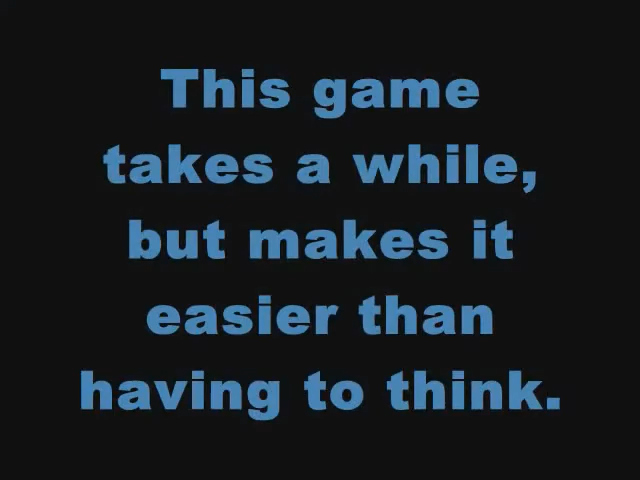 This game
takes a while,
but makes it
easier than
having to think.